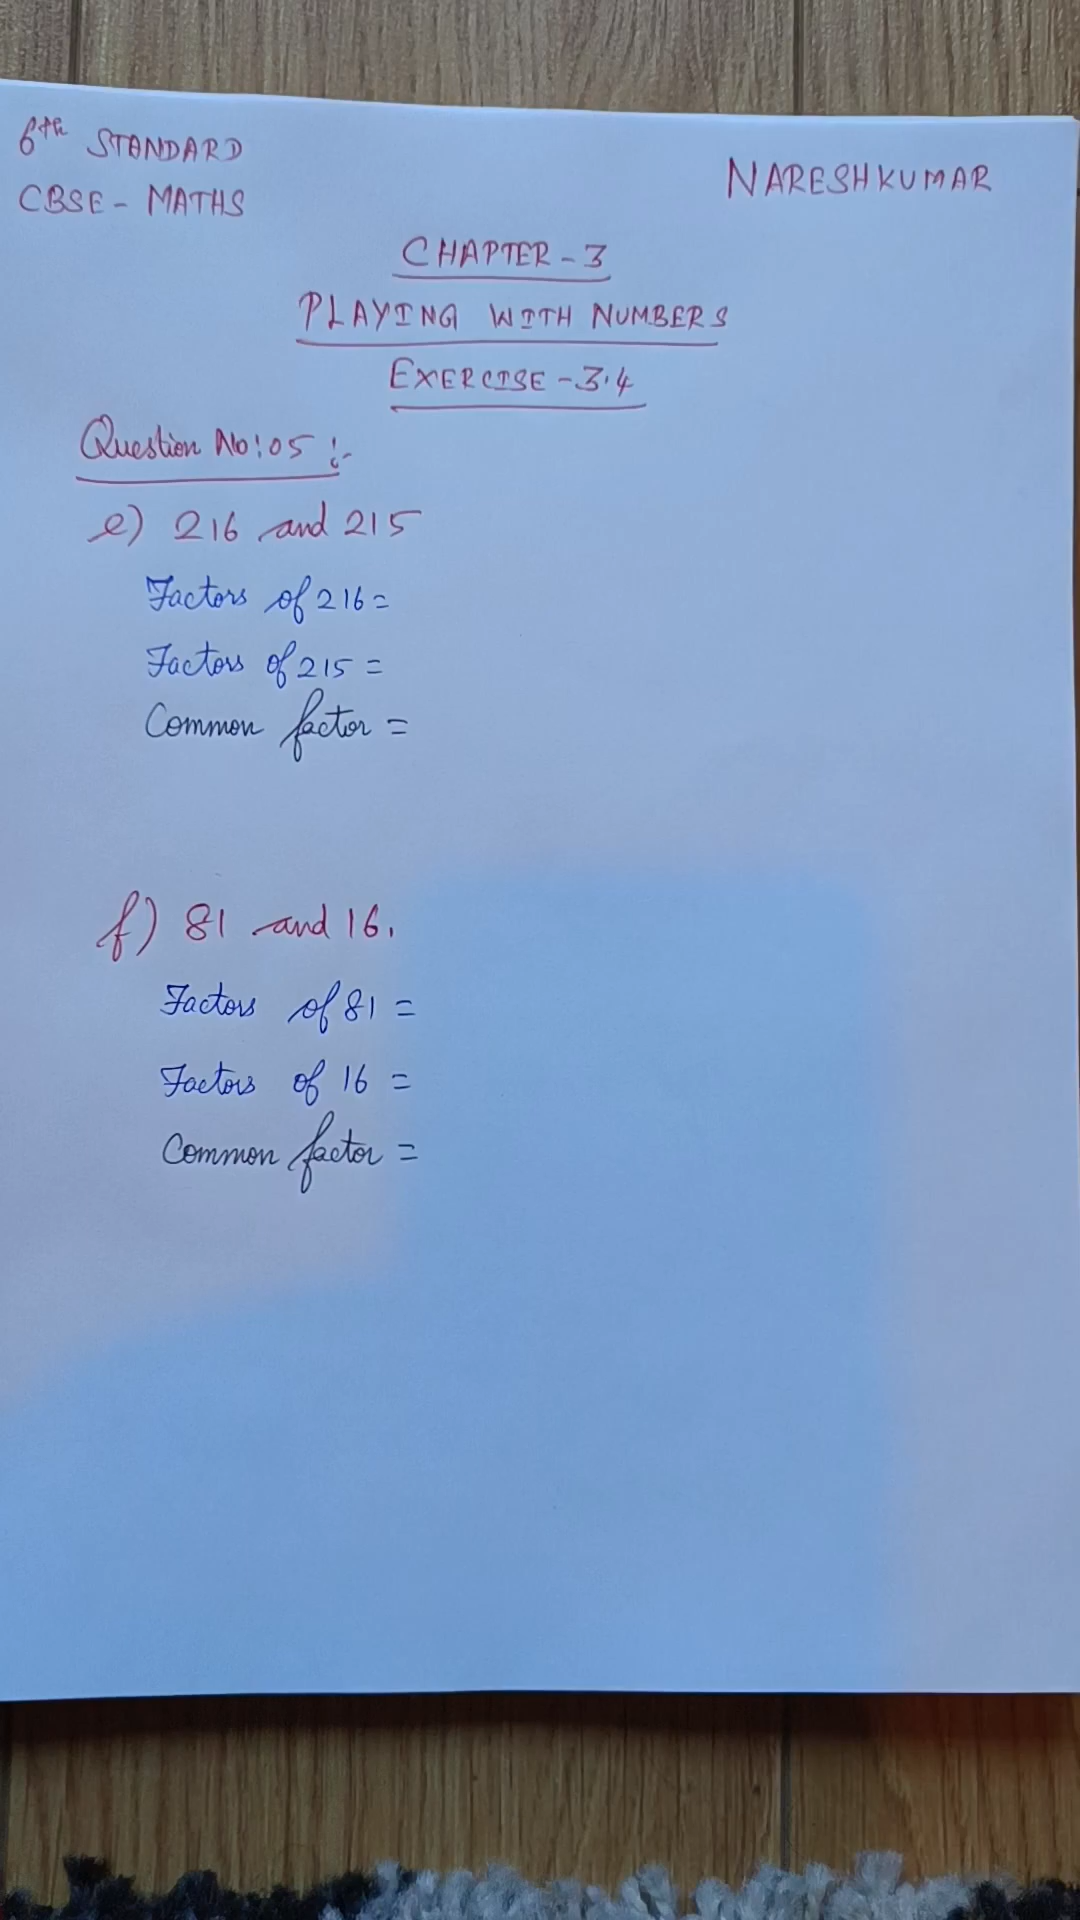 6th STANDARD
CBSE - MATHS
NARESHKUMAR
CHAPTER - 3
PLAYING WITH NUMBERS
EXERCISE - 3.4
Question No: 05 :-
e) 216 and 215
Factors of 216 =
Factors of 215 =
Common factor =
f) 81 and 16.
Factors of 81 =
Factors of 16 =
Common factor =